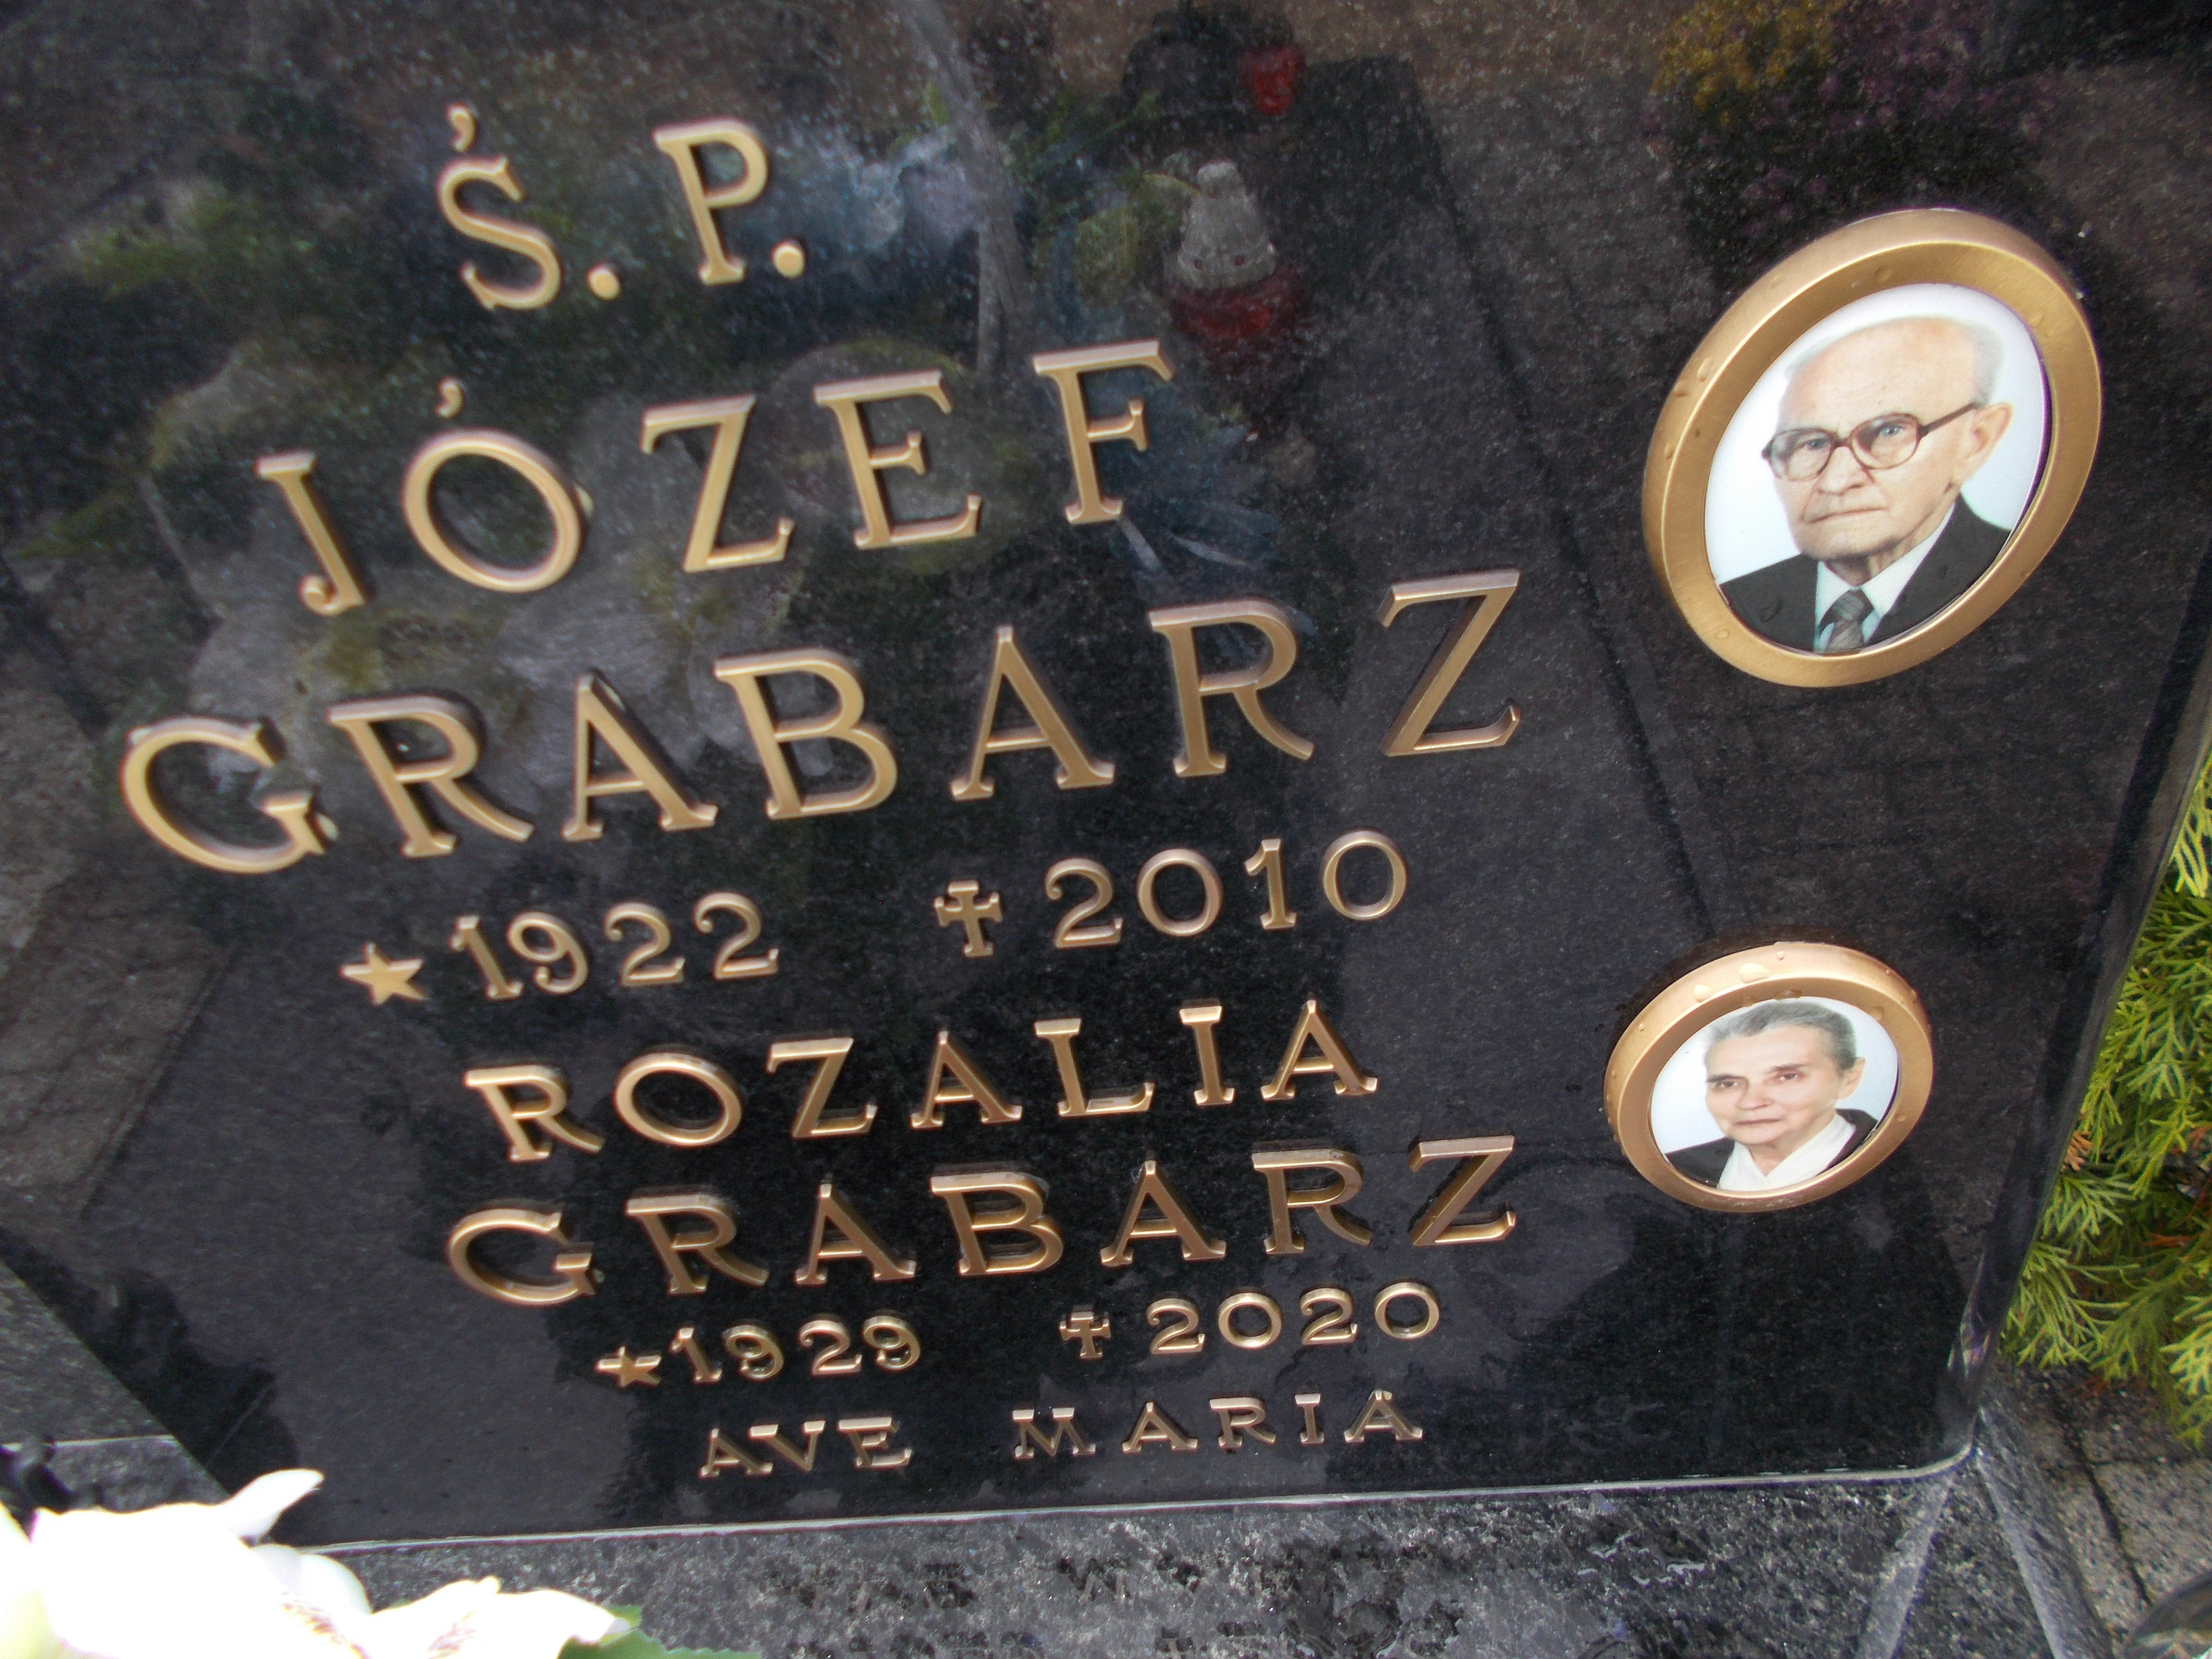 Ś. P.
JÓZEF
GRABARZ
★1922 ✝2010
ROZALIA
GRABARZ
★1929 ✝2020
AVE MARIA